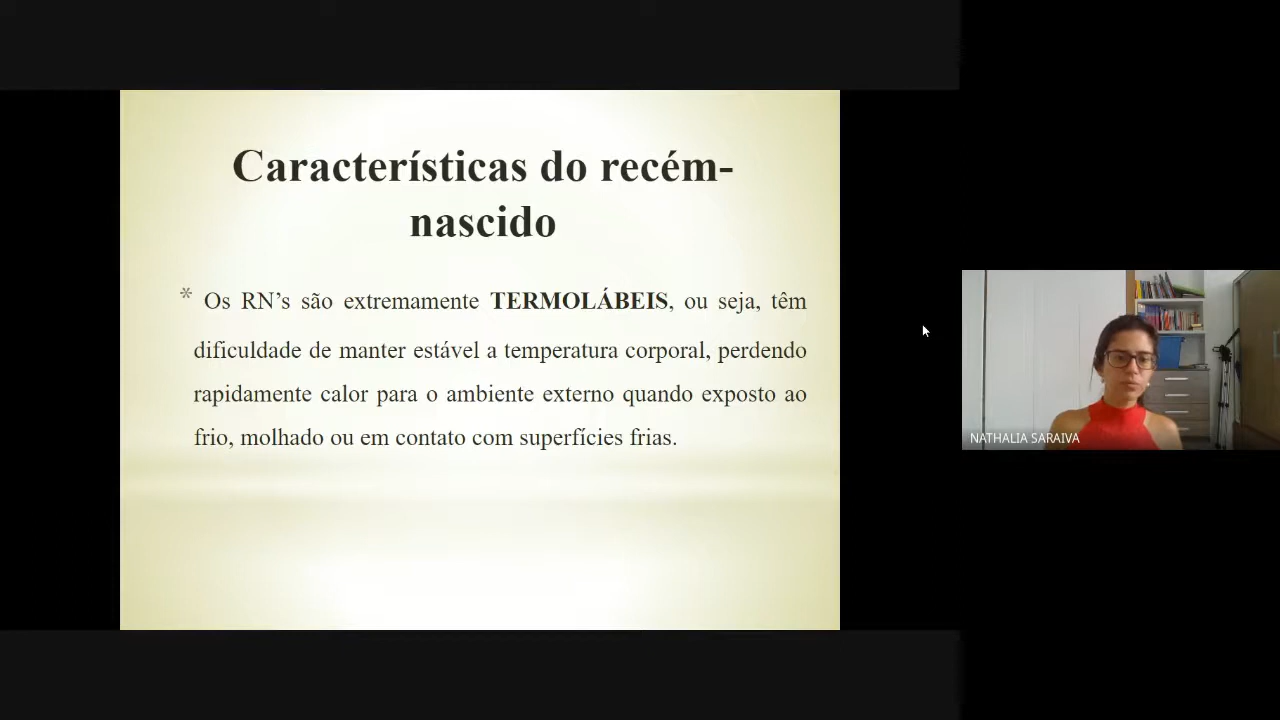 Características do recém-
nascido
* Os RN’s são extremamente TERMOLÁBEIS, ou seja, têm
dificuldade de manter estável a temperatura corporal, perdendo
rapidamente calor para o ambiente externo quando exposto ao
frio, molhado ou em contato com superfícies frias.
NATHALIA SARAIVA